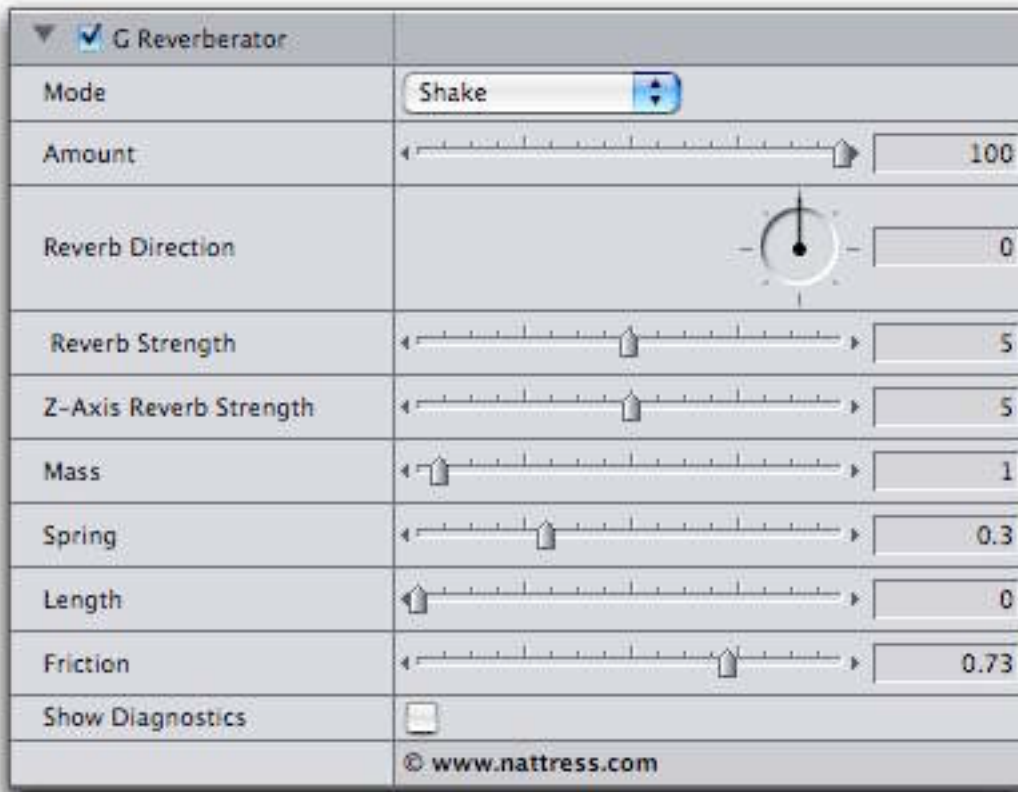 G Reverberator
Mode Shake
Amount 100
Reverb Direction 0
Reverb Strength 5
Z-Axis Reverb Strength 5
Mass 1
Spring 0.3
Length 0
Friction 0.73
Show Diagnostics
© www.nattress.com